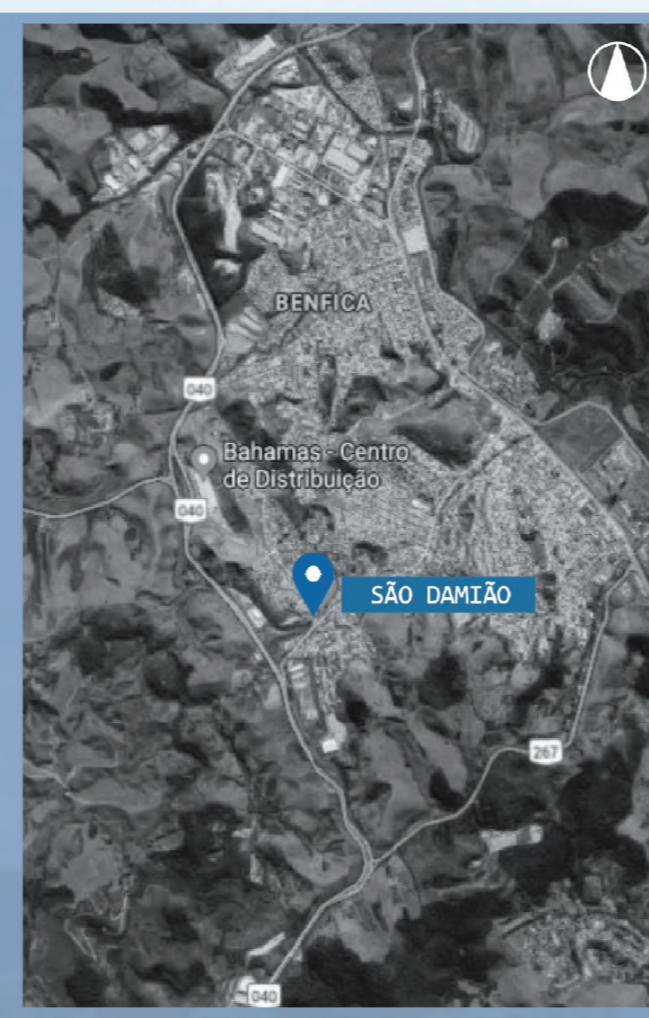 BENFICA
040
Bahamas - Centro
de Distribuição
040
SÃO DAMIÃO
267
040